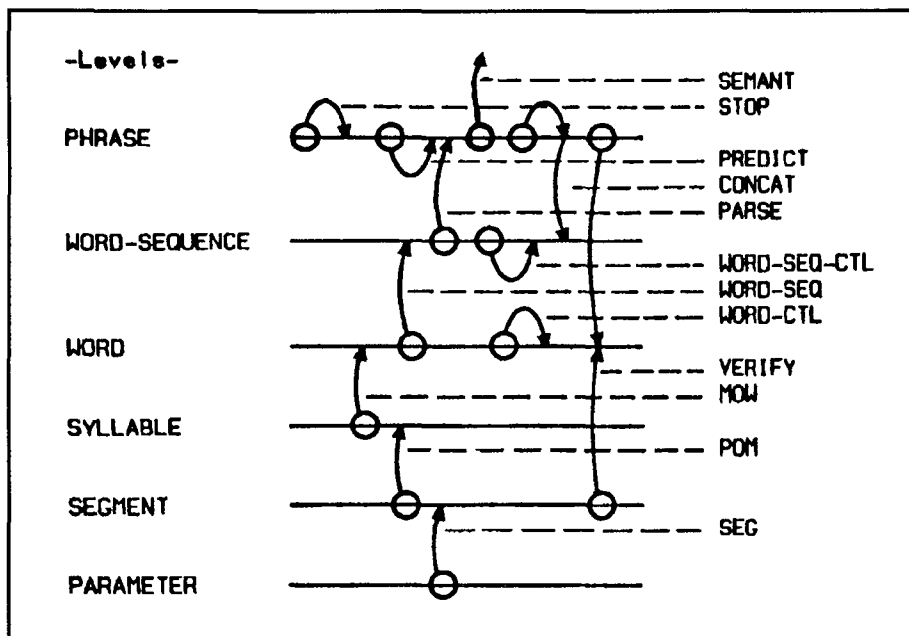 -Levels-
SEMANT
STOP
PHRASE
PREDICT
CONCAT
PARSE
WORD-SEQUENCE
WORD-SEQ-CTL
WORD-SEQ
WORD-CTL
WORD
VERIFY
MOW
SYLLABLE
POM
SEGMENT
SEG
PARAMETER